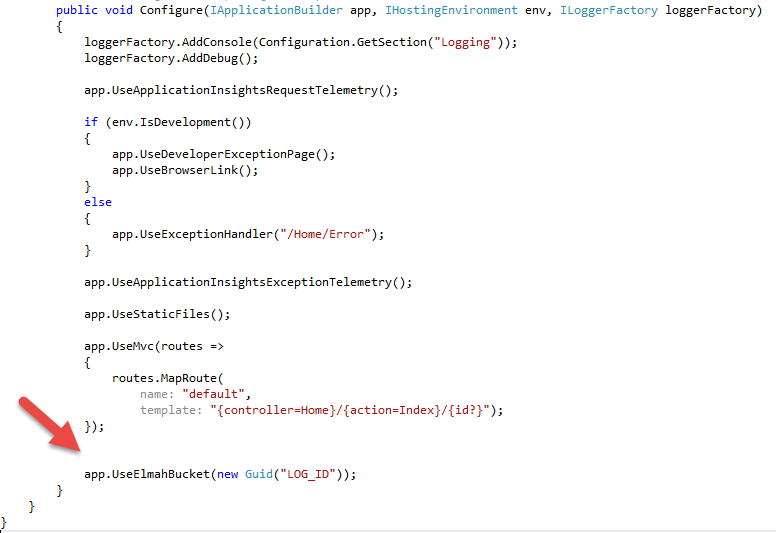 public void Configure(IApplicationBuilder app, IHostingEnvironment env, ILoggerFactory loggerFactory)
{
loggerFactory.AddConsole(Configuration.GetSection("Logging"));
loggerFactory.AddDebug();
app.UseApplicationInsightsRequestTelemetry();
if (env.IsDevelopment())
{
app.UseDeveloperExceptionPage();
app.UseBrowserLink();
}
else
{
app.UseExceptionHandler("/Home/Error");
}
app.UseApplicationInsightsExceptionTelemetry();
app.UseStaticFiles();
app.UseMvc(routes =>
{
routes.MapRoute(
name: "default",
template: "{controller=Home}/{action=Index}/{id?}");
});
app.UseElmahBucket(new Guid("LOG_ID"));
}
}
}